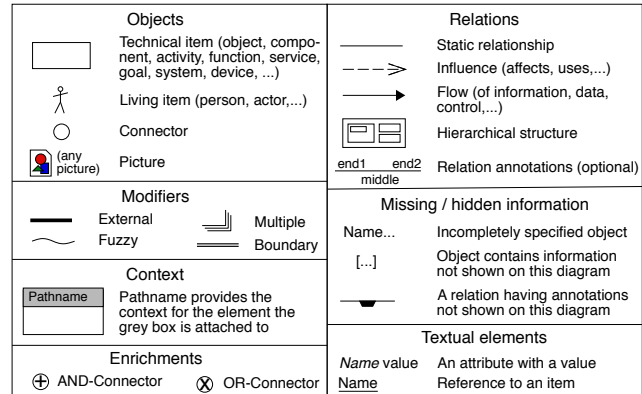 Objects
Technical item (object, compo-
nent, activity, function, service,
goal, system, device, ...)
Living item (person, actor,...)
Connector
(any
picture)
Picture
Modifiers
External
Multiple
Fuzzy
Boundary
Context
Pathname
Pathname provides the
context for the element the
grey box is attached to
Enrichments
AND-Connector
OR-Connector
Relations
Static relationship
Influence (affects, uses,...)
Flow (of information, data,
control,...)
Hierarchical structure
end1 end2
middle
Relation annotations (optional)
Missing / hidden information
Name...
Incompletely specified object
[...]
Object contains information
not shown on this diagram
A relation having annotations
not shown on this diagram
Textual elements
Name value
An attribute with a value
Name
Reference to an item